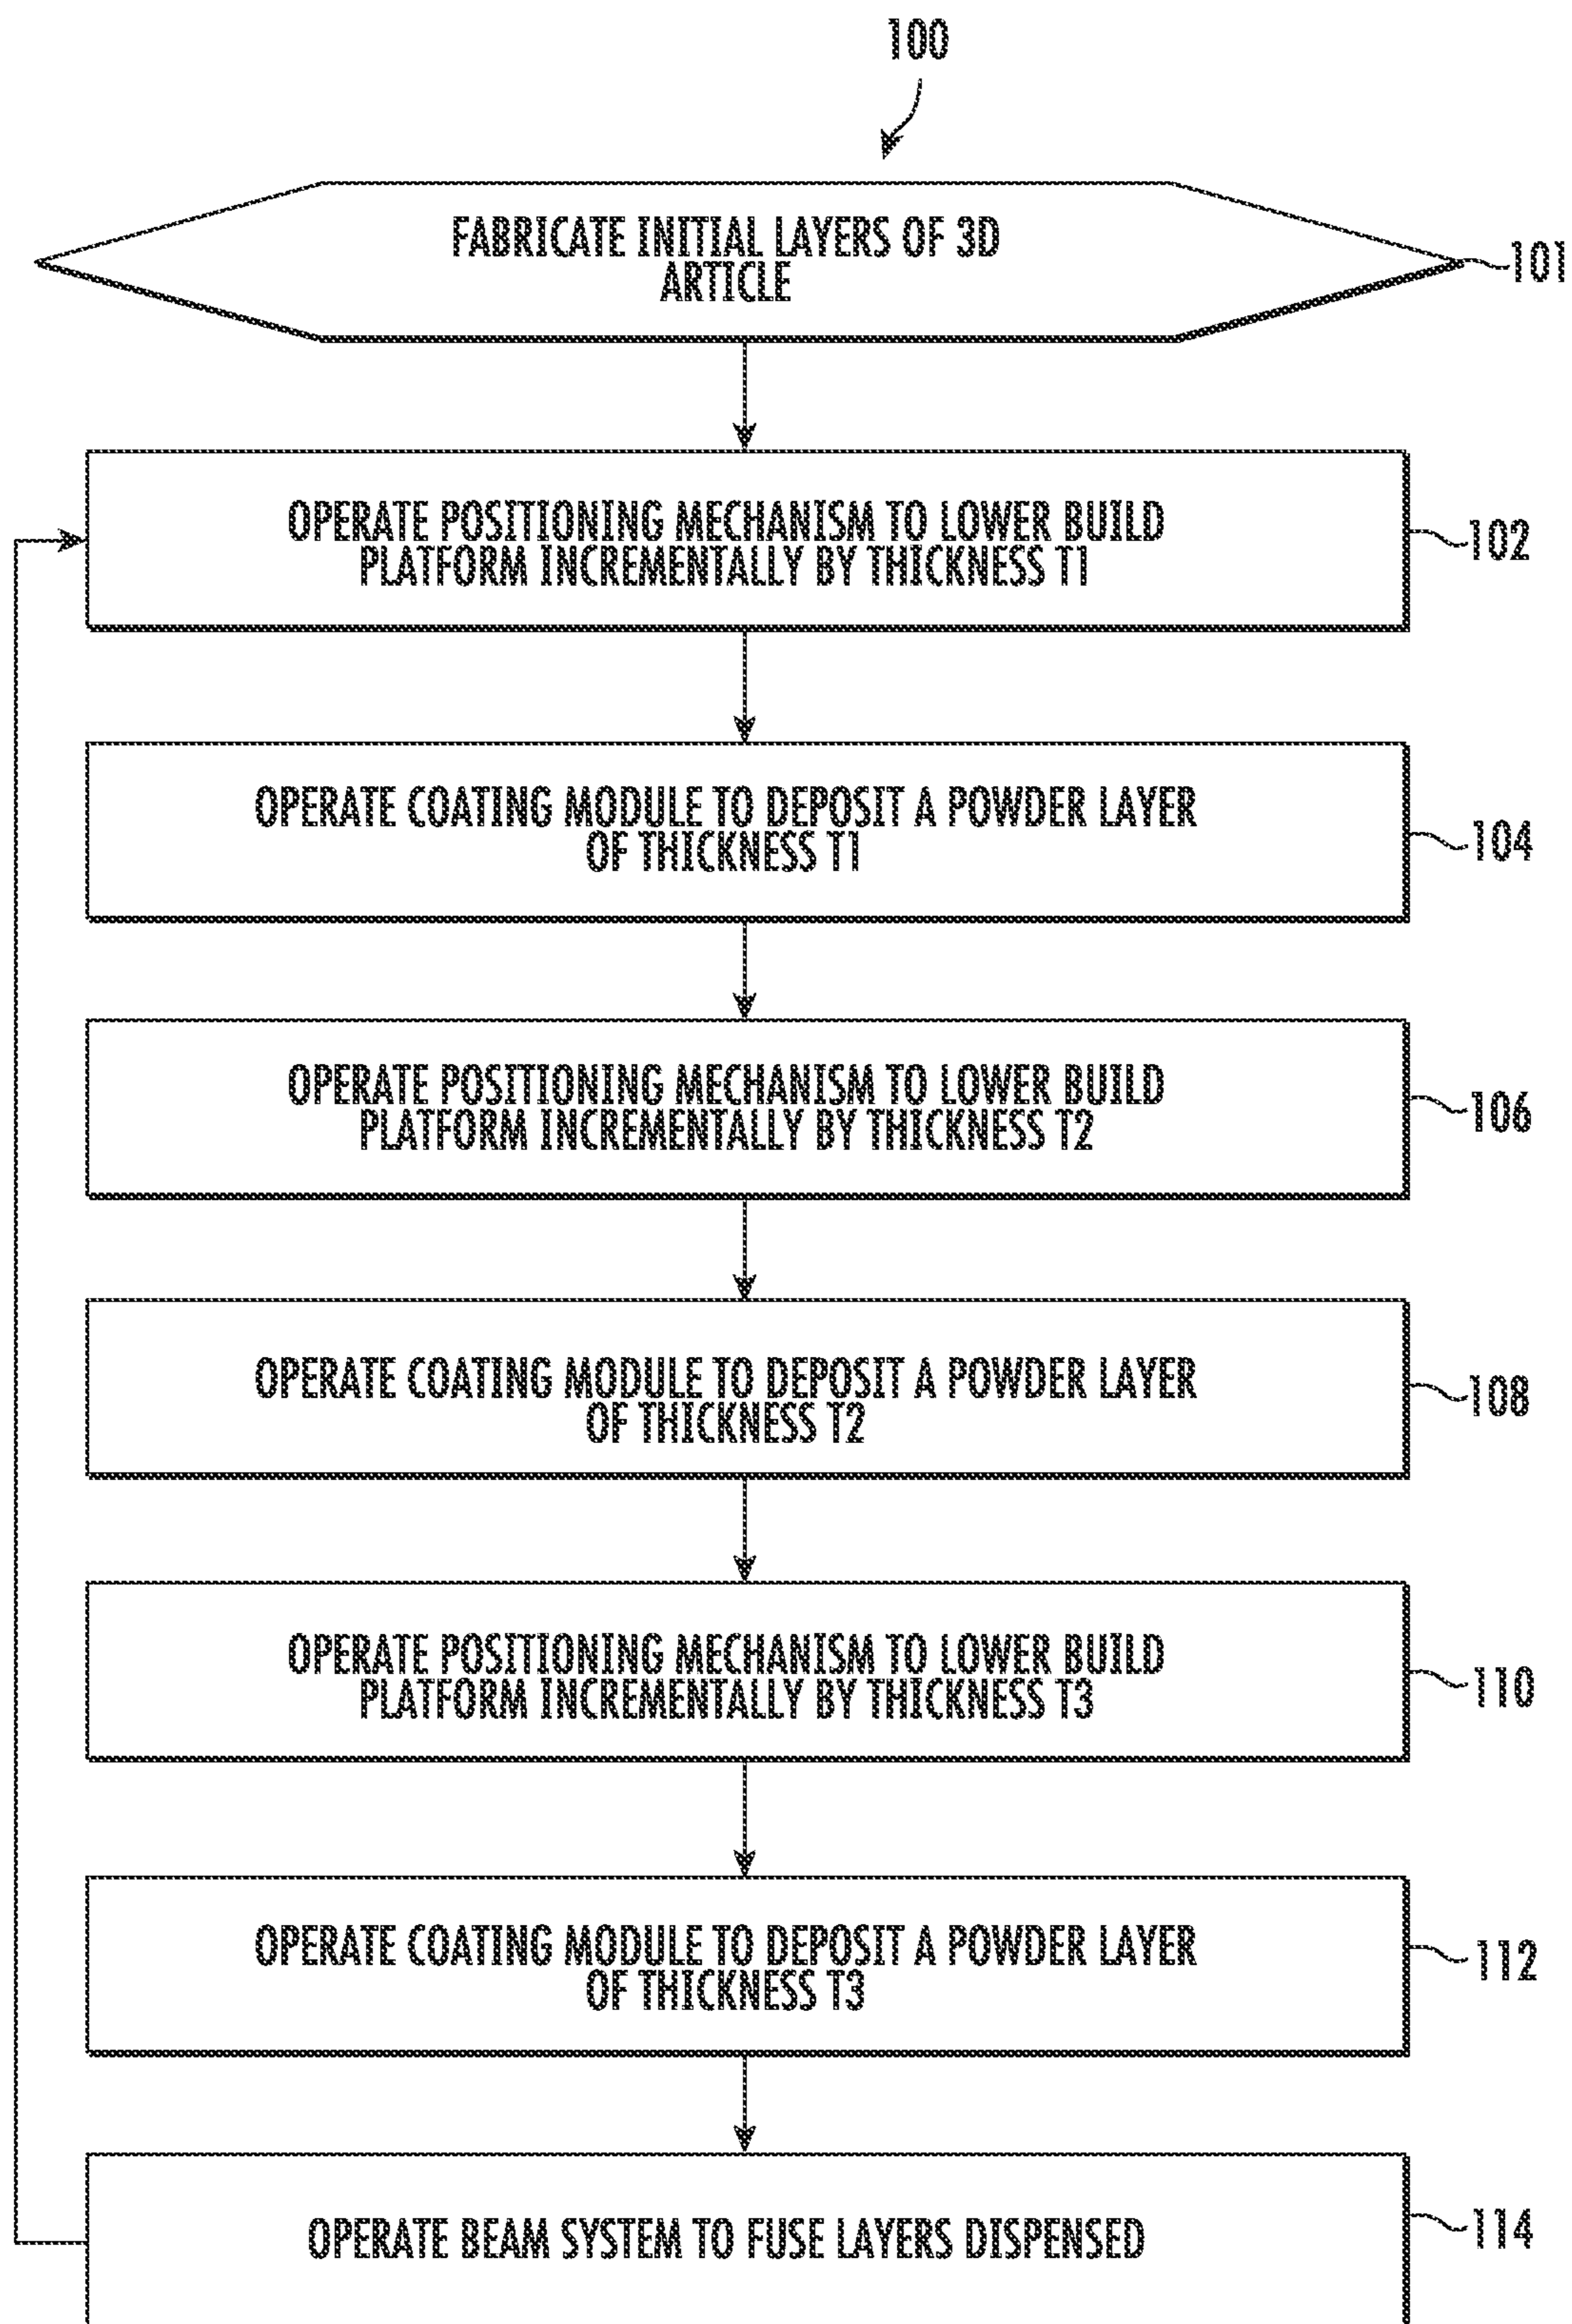 100
FABRICATE INITIAL LAYERS OF 3D
ARTICLE
101
OPERATE POSITIONING MECHANISM TO LOWER BUILD
PLATFORM INCREMENTALLY BY THICKNESS T1
102
OPERATE COATING MODULE TO DEPOSIT A POWDER LAYER
OF THICKNESS T1
104
OPERATE POSITIONING MECHANISM TO LOWER BUILD
PLATFORM INCREMENTALLY BY THICKNESS T2
106
OPERATE COATING MODULE TO DEPOSIT A POWDER LAYER
OF THICKNESS T2
108
OPERATE POSITIONING MECHANISM TO LOWER BUILD
PLATFORM INCREMENTALLY BY THICKNESS T3
110
OPERATE COATING MODULE TO DEPOSIT A POWDER LAYER
OF THICKNESS T3
112
OPERATE BEAM SYSTEM TO FUSE LAYERS DISPENSED
114